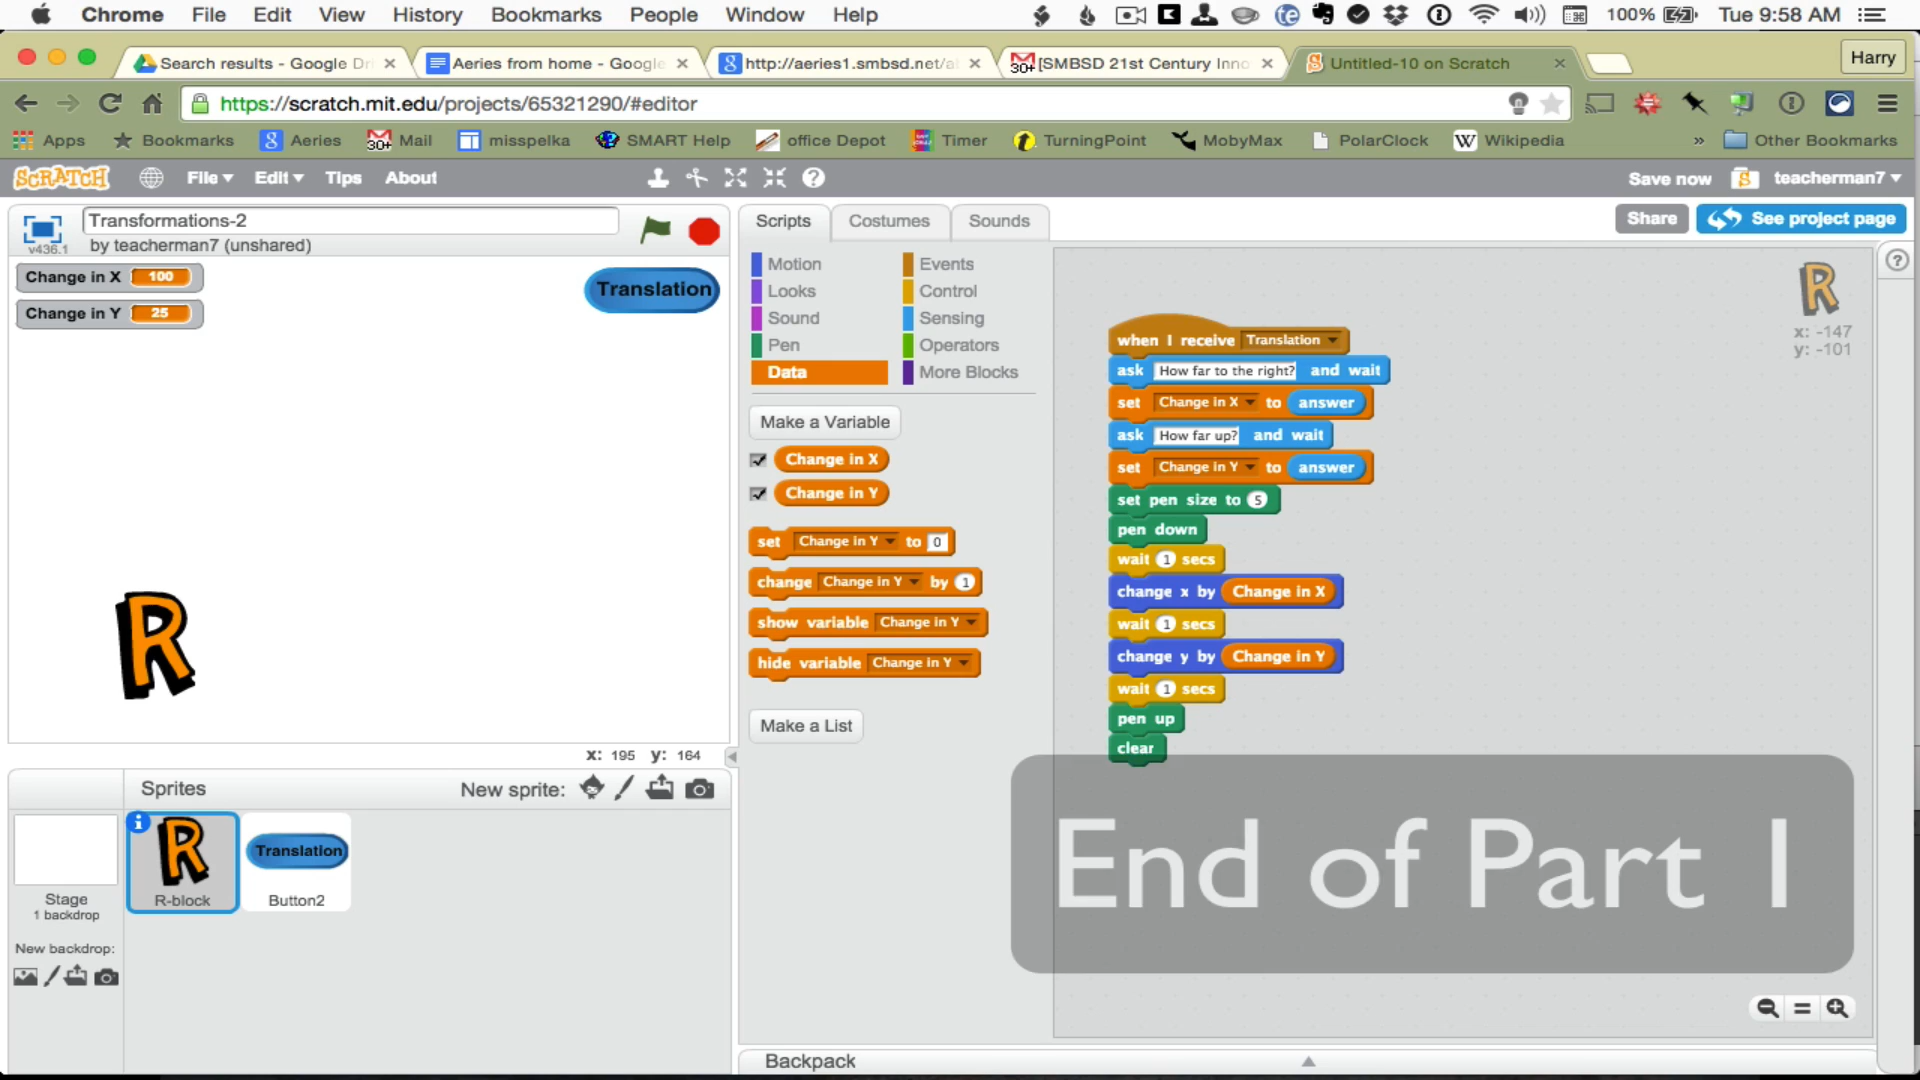 Chrome File Edit View History Bookmarks People Window Help 100% Tue 9:58 AM
Search results - Google Dri Aeries from home - Google http://aeries1.smbsd.net/a [SMBSD 21st Century Inno Untitled-10 on Scratch Harry
https://scratch.mit.edu/projects/65321290/#editor
Apps Bookmarks Aeries Mail misspelka SMART Help office Depot Timer TurningPoint MobyMax PolarClock Wikipedia » Other Bookmarks
SCRATCH File Edit Tips About Save now teacherman7
Transformations-2
by teacherman7 (unshared)
v436.1
Scripts Costumes Sounds Share See project page
Change in X 100
Change in Y 25
Translation
R
x: 195 y: 164
Motion Events
Looks Control
Sound Sensing
Pen Operators
Data More Blocks
Make a Variable
Change in X
Change in Y
set Change in Y to 0
change Change in Y by 1
show variable Change in Y
hide variable Change in Y
Make a List
when I receive Translation
ask How far to the right? and wait
set Change in X to answer
ask How far up? and wait
set Change in Y to answer
set pen size to 5
pen down
wait 1 secs
change x by Change in X
wait 1 secs
change y by Change in Y
wait 1 secs
pen up
clear
R
x: -147
y: -101
Sprites New sprite:
Stage
1 backdrop
New backdrop:
R
R-block
Translation
Button2
End of Part 1
Backpack